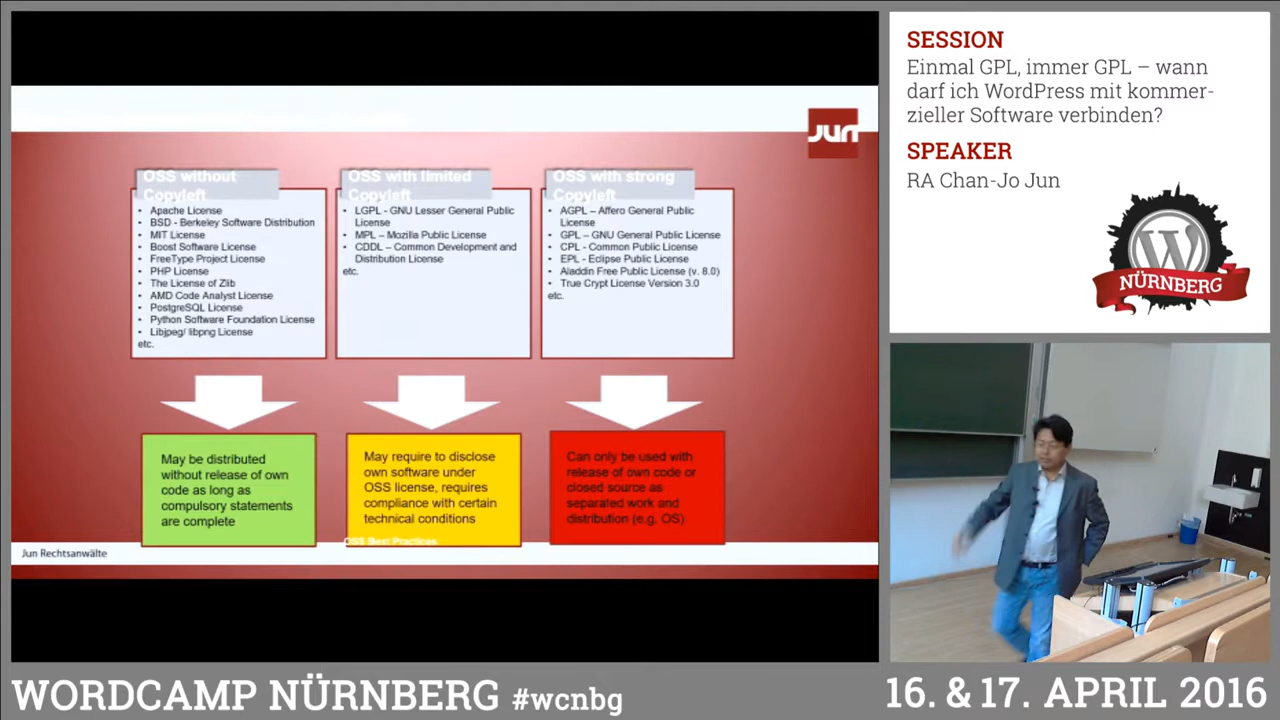 Jun
OSS without
Copyleft
• Apache License
• BSD - Berkeley Software Distribution
• MIT License
• Boost Software License
• FreeType Project License
• PHP License
• The License of Zlib
• AMD Code Analyst License
• PostgreSQL License
• Python Software Foundation License
• Libjpeg/ libpng License
etc.
OSS with limited
Copyleft
• LGPL - GNU Lesser General Public
License
• MPL – Mozilla Public License
• CDDL – Common Development and
Distribution License
etc.
OSS with strong
Copyleft
• AGPL – Affero General Public
License
• GPL – GNU General Public License
• CPL - Common Public License
• EPL - Eclipse Public License
• Aladdin Free Public License (v. 8.0)
• True Crypt License Version 3.0
etc.
May be distributed
without release of own
code as long as
compulsory statements
are complete
May require to disclose
own software under
OSS license, requires
compliance with certain
technical conditions
Can only be used with
release of own code or
closed source as
separated work and
distribution (e.g. OS)
OSS Best Practices
Jun Rechtsanwälte
SESSION
Einmal GPL, immer GPL – wann
darf ich WordPress mit kommer-
zieller Software verbinden?
SPEAKER
RA Chan-Jo Jun
W
NÜRNBERG
WORDCAMP NÜRNBERG #wcnbg
16. & 17. APRIL 2016